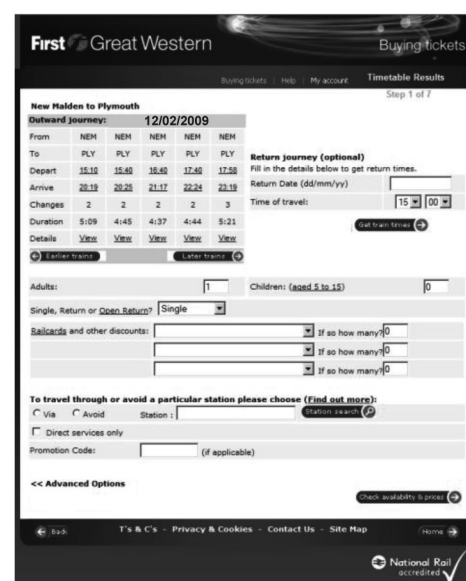 First Great Western
Buying tickets
Buying tickets | Help | My account
Timetable Results
Step 1 of 7
New Malden to Plymouth
Outward journey: 12/02/2009
From NEM NEM NEM NEM NEM
To PLY PLY PLY PLY PLY
Depart 15:10 15:40 16:40 17:40 17:58
Arrive 20:19 20:25 21:17 22:24 23:19
Changes 2 2 2 2 3
Duration 5:09 4:45 4:37 4:44 5:21
Details View View View View View
Earlier trains Later trains
Return journey (optional)
Fill in the details below to get return times.
Return Date (dd/mm/yy)
Time of travel: 15 00
Get train times
Adults: 1 Children: (aged 5 to 15) 0
Single, Return or Open Return? Single
Railcards and other discounts: If so how many? 0
If so how many? 0
If so how many? 0
To travel through or avoid a particular station please choose (Find out more):
Via Avoid Station : Station search
Direct services only
Promotion Code: (if applicable)
<< Advanced Options
Check availability & prices
Back T's & C's - Privacy & Cookies - Contact Us - Site Map Home
National Rail
accredited